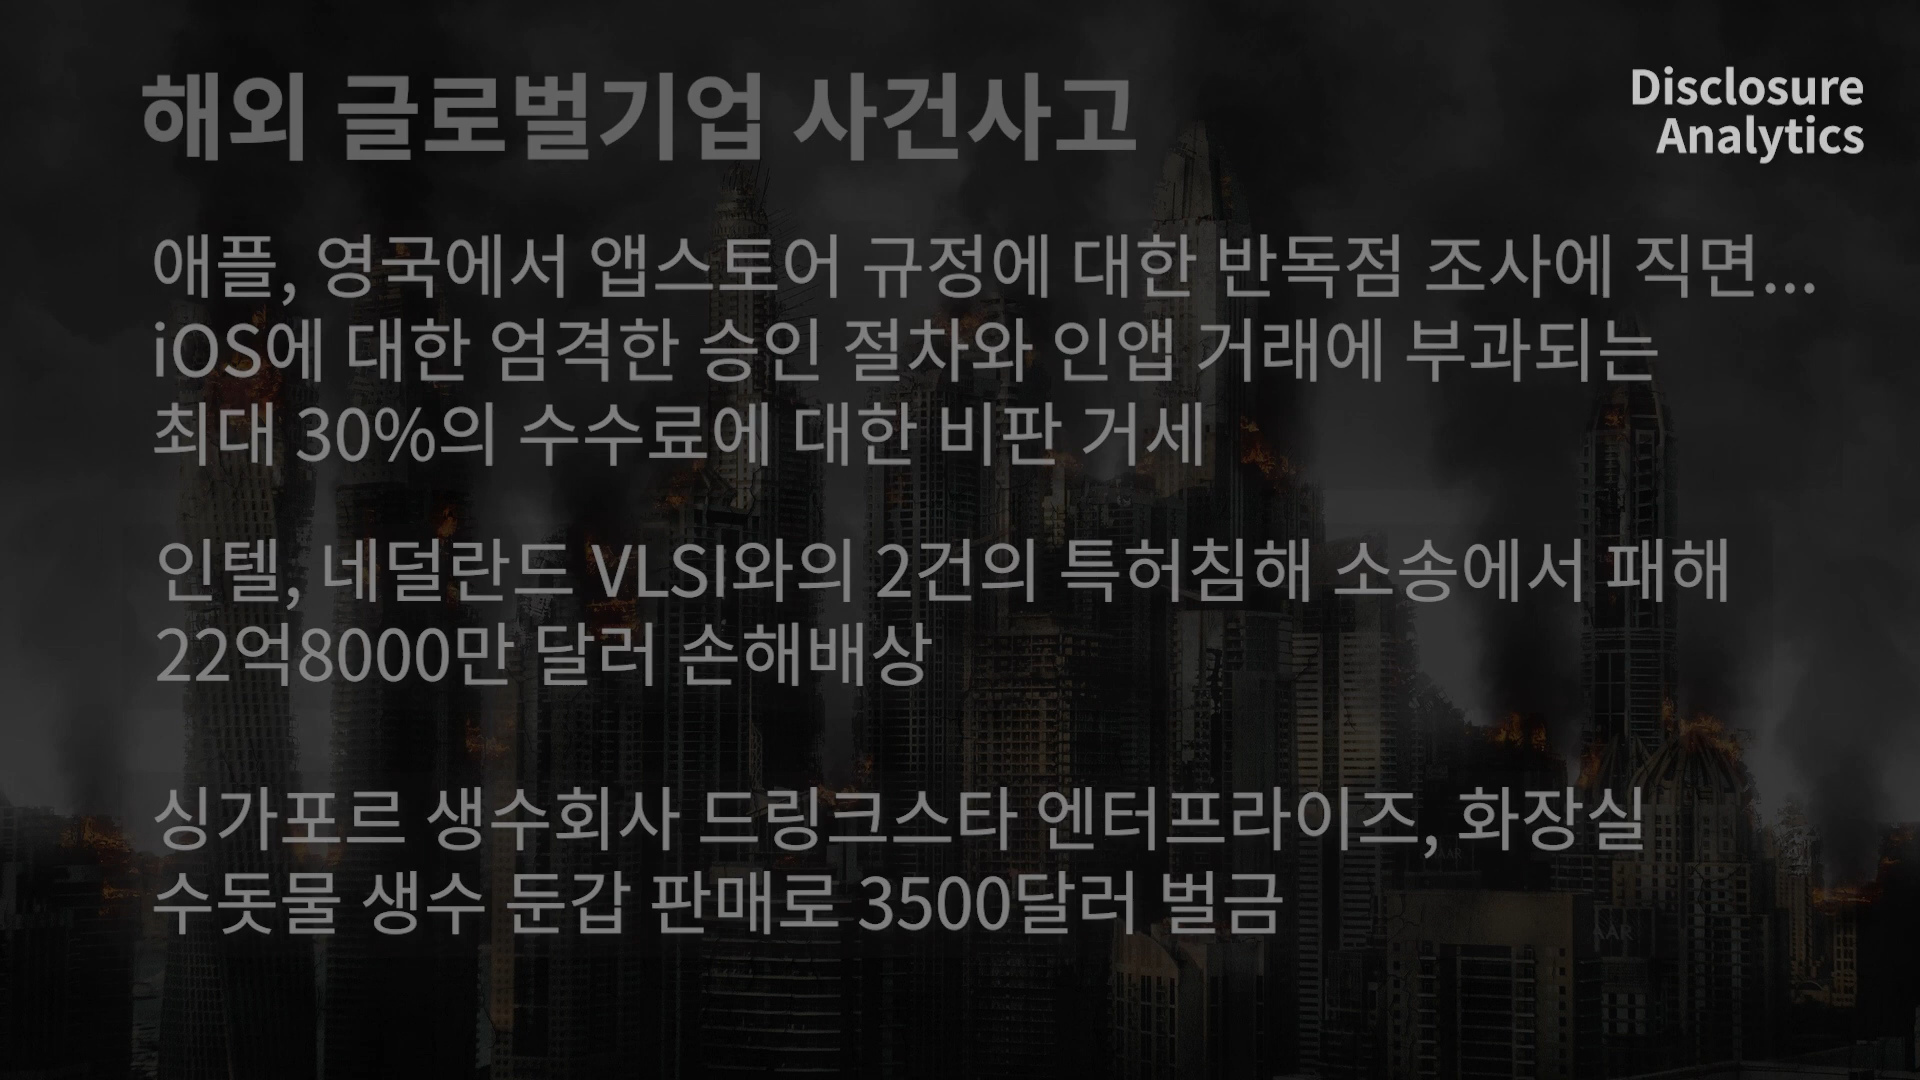 해외 글로벌기업 사건사고
Disclosure
Analytics
애플, 영국에서 앱스토어 규정에 대한 반독점 조사에 직면...
iOS에 대한 엄격한 승인 절차와 인앱 거래에 부과되는
최대 30%의 수수료에 대한 비판 거세
인텔, 네덜란드 VLSI와의 2건의 특허침해 소송에서 패해
22억8000만 달러 손해배상
싱가포르 생수회사 드링크스타 엔터프라이즈, 화장실
수돗물 생수 둔갑 판매로 3500달러 벌금
AAR
AAR